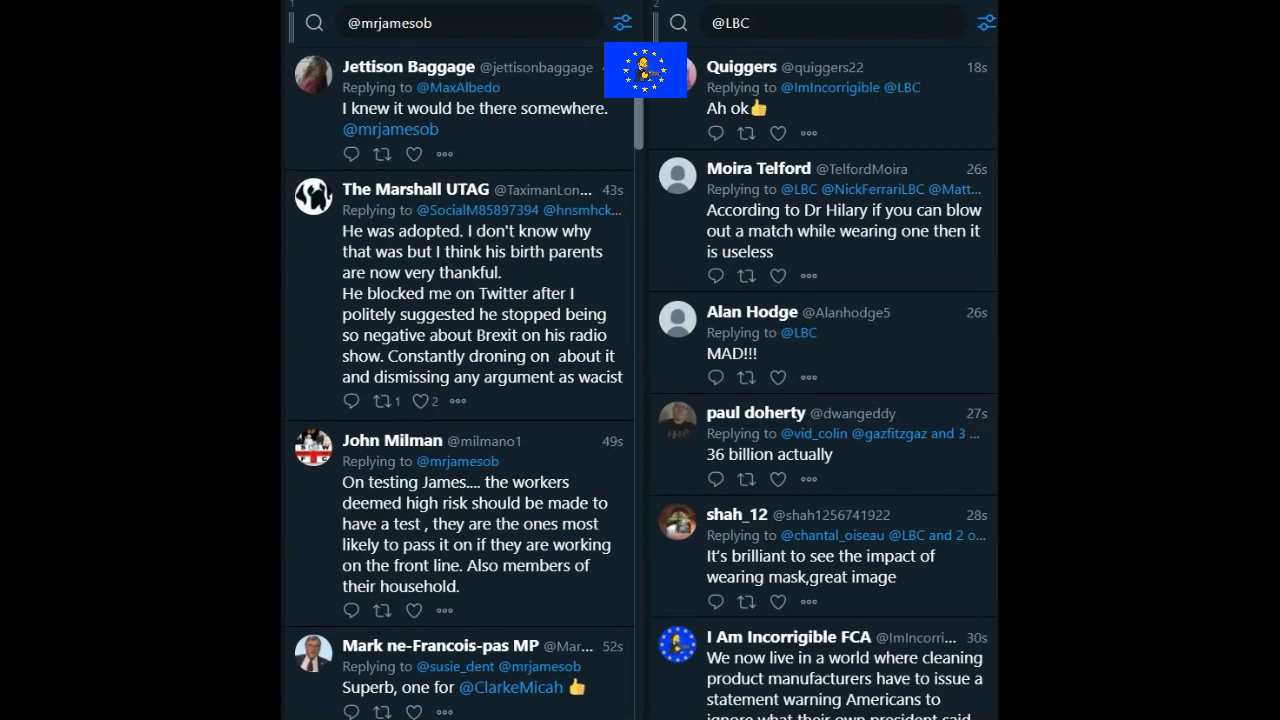 1
@mrjamesob
Jettison Baggage @jettisonbaggage
Replying to @MaxAlbedo
I knew it would be there somewhere.
@mrjamesob
The Marshall UTAG @TaximanLon... 43s
Replying to @SocialM85897394 @hnsmhck...
He was adopted. I don't know why
that was but I think his birth parents
are now very thankful.
He blocked me on Twitter after I
politely suggested he stopped being
so negative about Brexit on his radio
show. Constantly droning on  about it
and dismissing any argument as wacist
1 2
John Milman @milmano1 49s
Replying to @mrjamesob
On testing James.... the workers
deemed high risk should be made to
have a test , they are the ones most
likely to pass it on if they are working
on the front line. Also members of
their household.
Mark ne-Francois-pas MP @Mar... 52s
Replying to @susie_dent @mrjamesob
Superb, one for @ClarkeMicah 👍
2
@LBC
Quiggers @quiggers22 18s
Replying to @ImIncorrigible @LBC
Ah ok👍
Moira Telford @TelfordMoira 26s
Replying to @LBC @NickFerrariLBC @Matt...
According to Dr Hilary if you can blow
out a match while wearing one then it
is useless
Alan Hodge @Alanhodge5 26s
Replying to @LBC
MAD!!!
paul doherty @dwangeddy 27s
Replying to @vid_colin @gazfitzgaz and 3 ...
36 billion actually
shah_12 @shah1256741922 28s
Replying to @chantal_oiseau @LBC and 2 o...
It's brilliant to see the impact of
wearing mask,great image
I Am Incorrigible FCA @ImIncorri... 30s
We now live in a world where cleaning
product manufacturers have to issue a
statement warning Americans to
ignore what their own president said